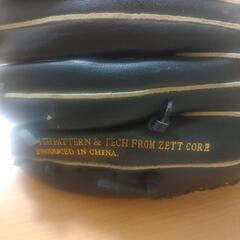 PATTERN & TECH FROM ZETT CORP.
PRODUCED IN CHINA.